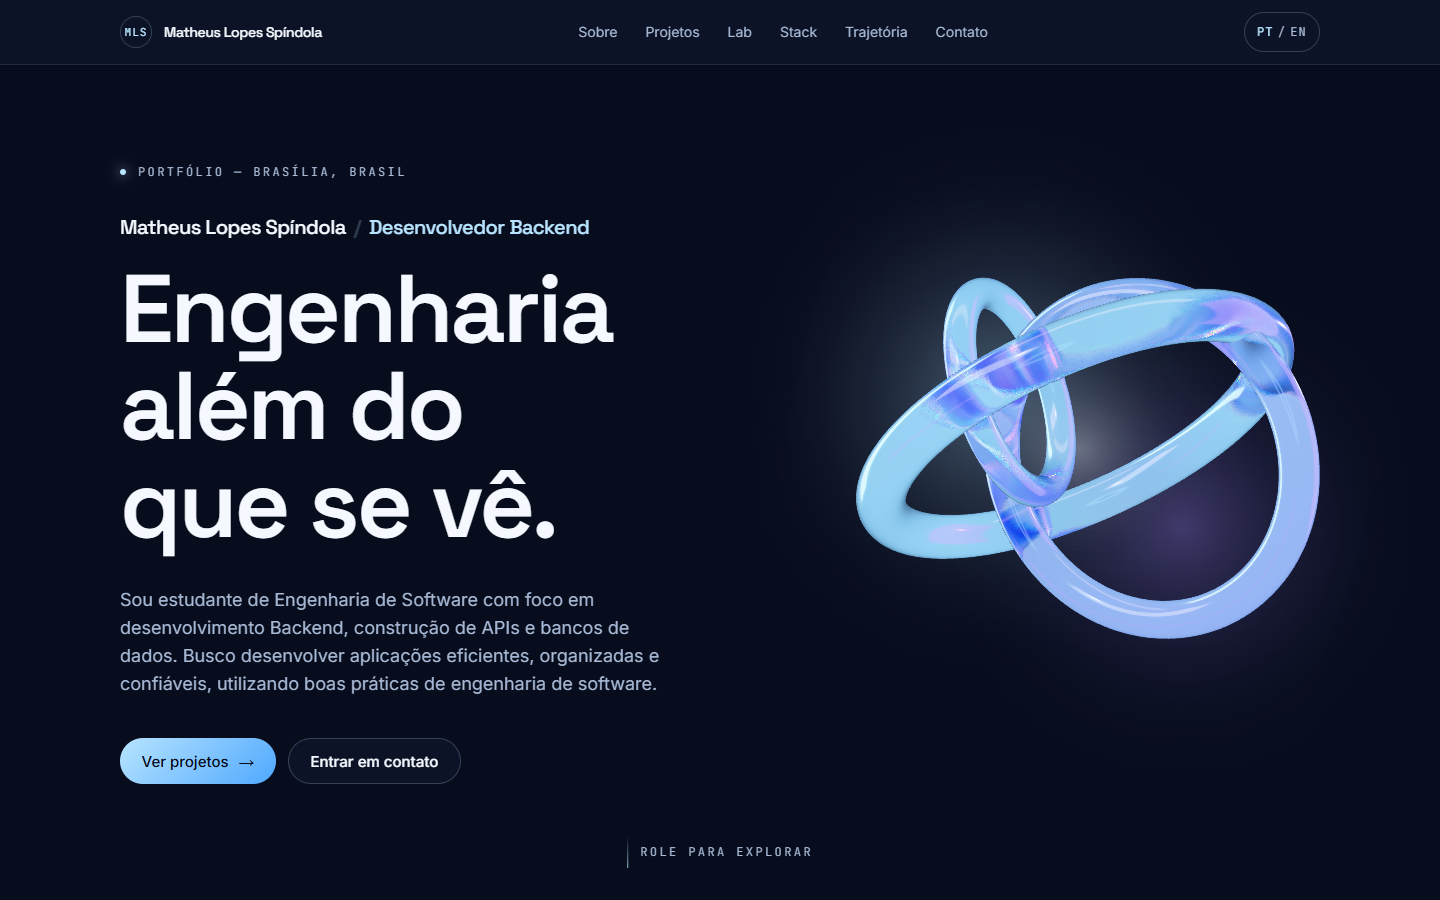 MLS Matheus Lopes Spíndola Sobre Projetos Lab Stack Trajetória Contato PT / EN
PORTFÓLIO — BRASÍLIA, BRASIL
Matheus Lopes Spíndola / Desenvolvedor Backend
Engenharia
além do
que se vê.
Sou estudante de Engenharia de Software com foco em
desenvolvimento Backend, construção de APIs e bancos de
dados. Busco desenvolver aplicações eficientes, organizadas e
confiáveis, utilizando boas práticas de engenharia de software.
Ver projetos → Entrar em contato
ROLE PARA EXPLORAR